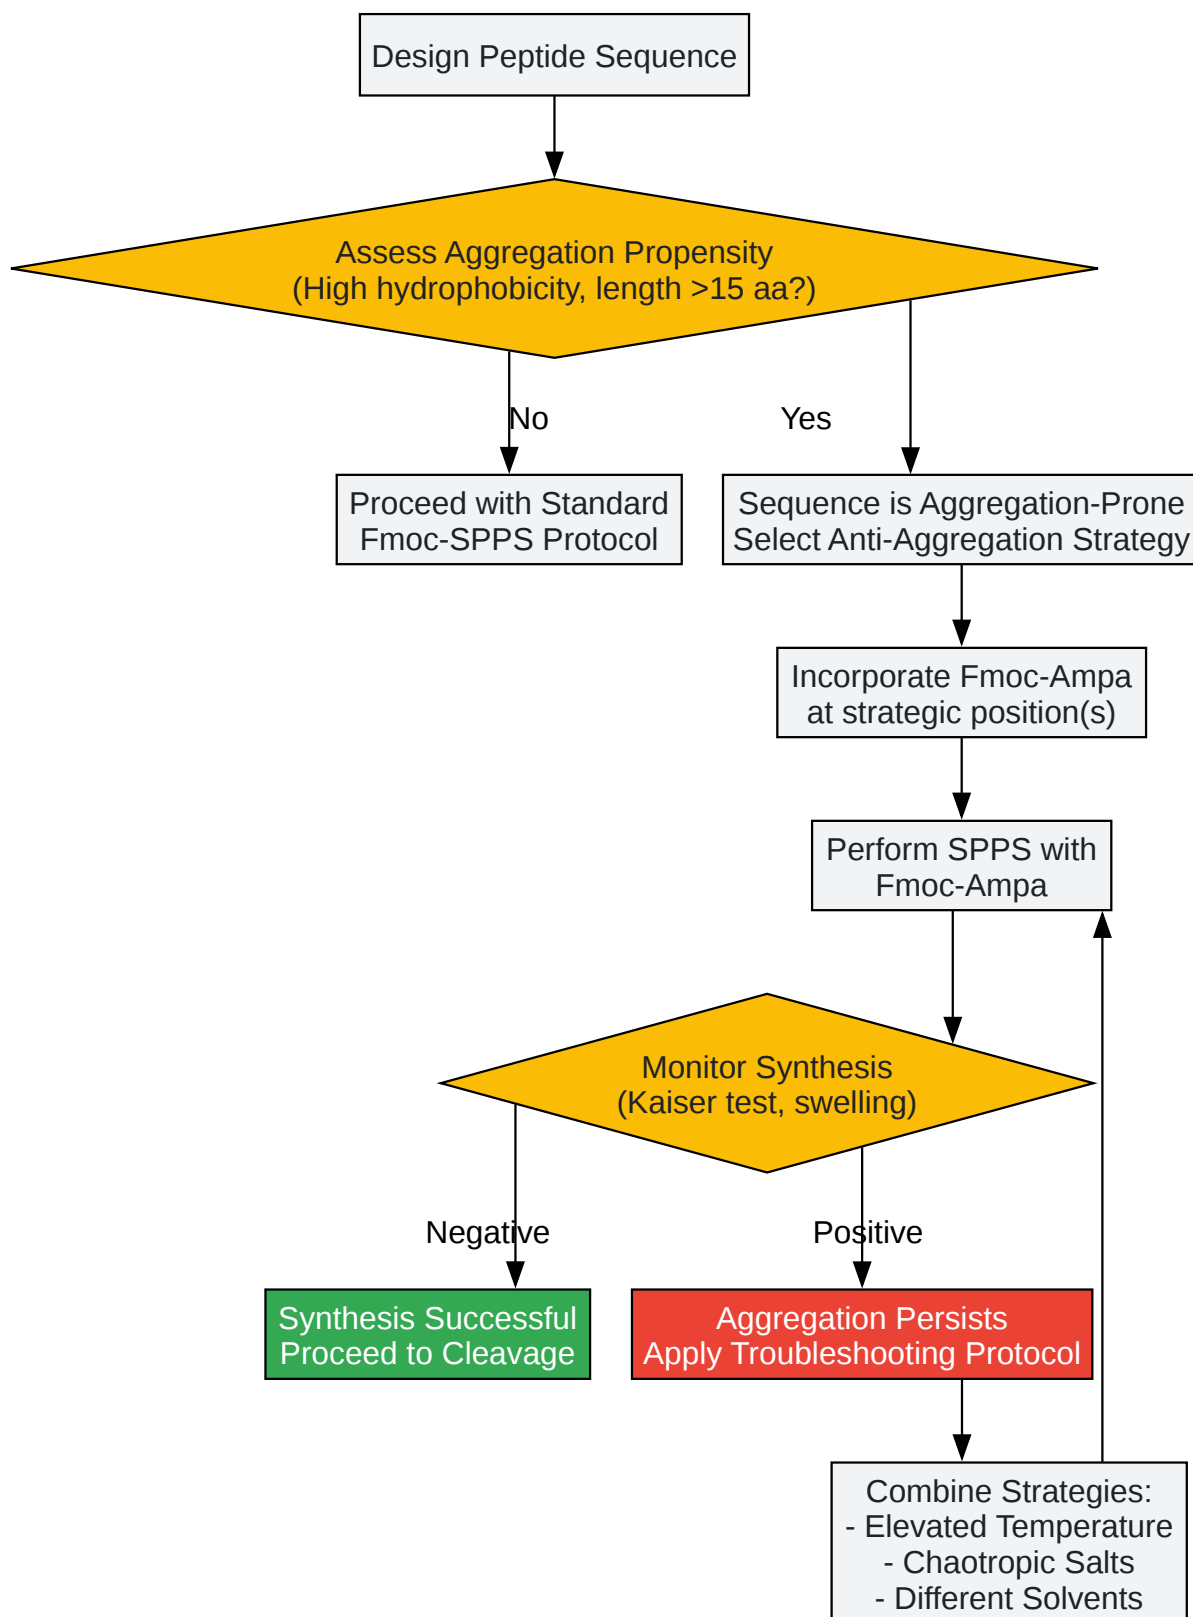 Design Peptide Sequence
Assess Aggregation Propensity
(High hydrophobicity, length >15 aa?)
No
Yes
Proceed with Standard
Fmoc-SPPS Protocol
Sequence is Aggregation-Prone
Select Anti-Aggregation Strategy
Incorporate Fmoc-Ampa
at strategic position(s)
Perform SPPS with
Fmoc-Ampa
Monitor Synthesis
(Kaiser test, swelling)
Negative
Positive
Synthesis Successful
Proceed to Cleavage
Aggregation Persists
Apply Troubleshooting Protocol
Combine Strategies:
- Elevated Temperature
- Chaotropic Salts
- Different Solvents